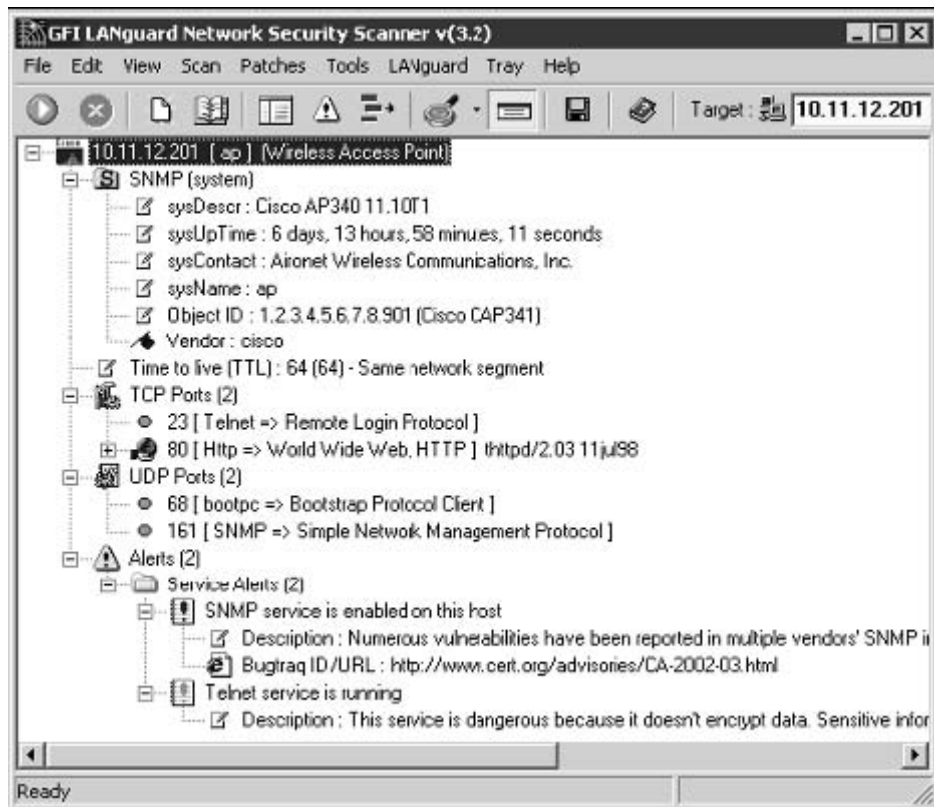 GFI LANguard Network Security Scanner v(3.2)
File Edit View Scan Patches Tools LANguard Tray Help
Target : 10.11.12.201
10.11.12.201 [ ap ] (Wireless Access Point)
SNMP (system)
sysDescr : Cisco AP340 11.10T1
sysUpTime : 6 days, 13 hours, 58 minutes, 11 seconds
sysContact : Aironet Wireless Communications, Inc.
sysName : ap
Object ID : 1.2.3.4.5.6.7.8.901 (Cisco CAP341)
Vendor : cisco
Time to live (TTL) : 64 (64) - Same network segment
TCP Ports (2)
23 [ Telnet => Remote Login Protocol ]
80 [ Http => World Wide Web, HTTP ] thttpd/2.03 11jul98
UDP Ports (2)
68 [ bootpc => Bootstrap Protocol Client ]
161 [ SNMP => Simple Network Management Protocol ]
Alerts (2)
Service Alerts (2)
SNMP service is enabled on this host
Description : Numerous vulnerabilities have been reported in multiple vendors' SNMP i
Bugtraq ID/URL : http://www.cert.org/advisories/CA-2002-03.html
Telnet service is running
Description : This service is dangerous because it doesn't encrypt data. Sensitive infor
Ready